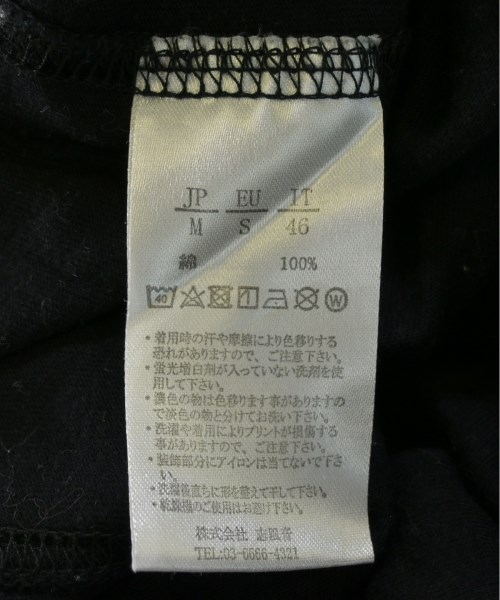 JP EU IT
M S 46
綿 100%
40 W
・着用時の汗や摩擦により色移りする
恐れがありますので、ご注意下さい。
・蛍光増白剤が入っていない洗剤を使
用して下さい。
・濃色の物は色移りします事がありますの
で淡色の物と分けてお洗い下さい。
・洗濯や着用によりプリントが損傷する
事がありますので、ご注意下さい。
・装飾部分にアイロンは当てないで下さ
い。
・洗濯後直ちに形を整えて干して下さい。
・乾燥機のご使用はお避け下さい。
株式会社 志風音
TEL:03-6666-4321